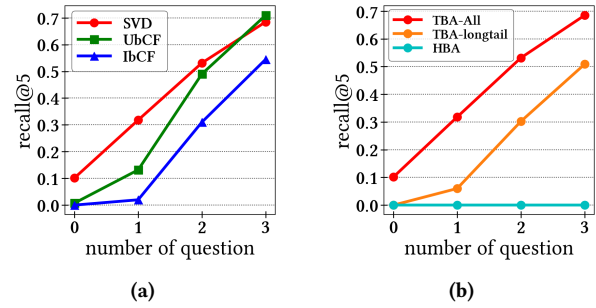 SVD
UbCF
IbCF
0.7
0.6
0.5
0.4
0.3
0.2
0.1
0.0
recall@5
0 1 2 3
number of question
(a)
TBA-All
TBA-longtail
HBA
0.7
0.6
0.5
0.4
0.3
0.2
0.1
0.0
recall@5
0 1 2 3
number of question
(b)